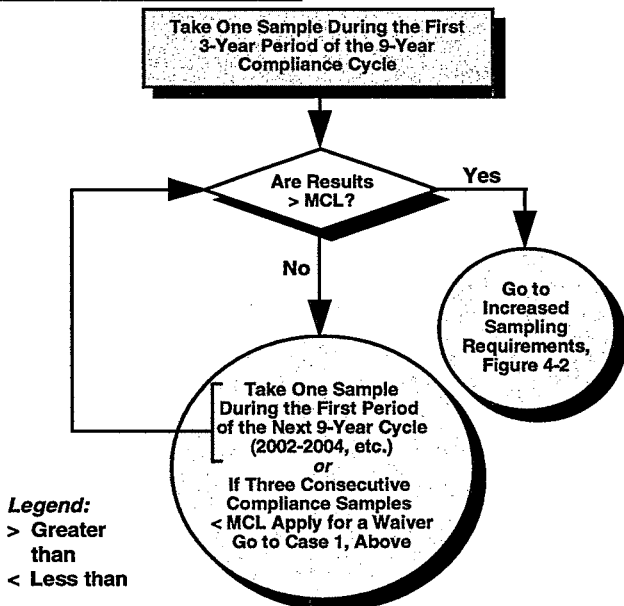 Take One Sample During the First
3-Year Period of the 9-Year
Compliance Cycle
Are Results
> MCL?
Yes
No
Go to
Increased
Sampling
Requirements,
Figure 4-2
Take One Sample
During the First Period
of the Next 9-Year Cycle
(2002-2004, etc.)
or
If Three Consecutive
Compliance Samples
< MCL Apply for a Waiver
Go to Case 1, Above
Legend:
> Greater
than
< Less than